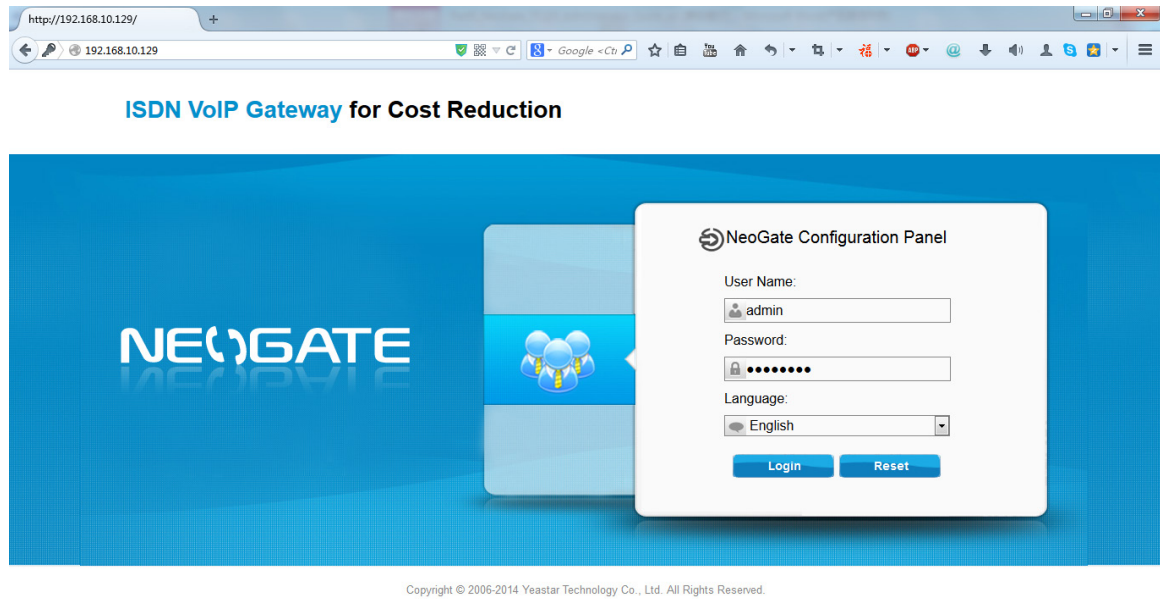 http://192.168.10.129/
192.168.10.129
Google <Ctr
ISDN VoIP Gateway for Cost Reduction
NEOGATE
NeoGate Configuration Panel
User Name:
admin
Password:
••••••••
Language:
English
Login Reset
Copyright © 2006-2014 Yeastar Technology Co., Ltd. All Rights Reserved.